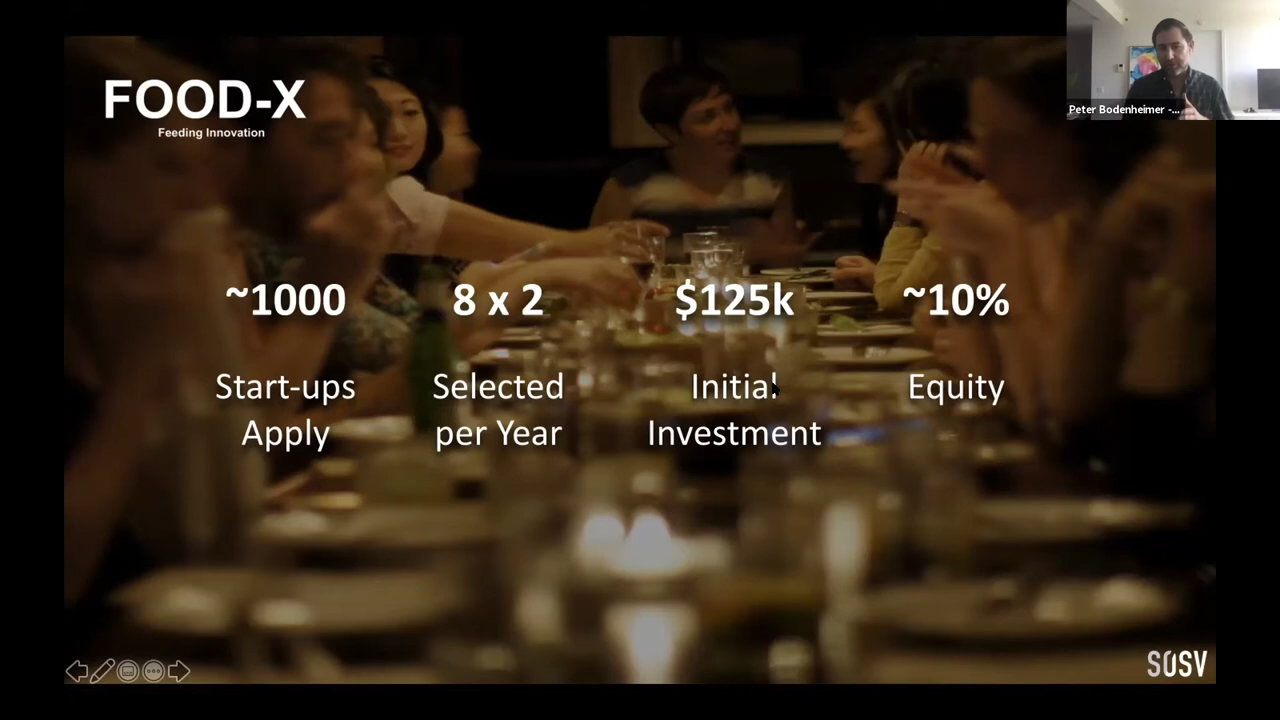 FOOD-X
Feeding Innovation
Peter Bodenheimer -...
~1000
8 x 2
$125k
~10%
Start-ups
Apply
Selected
per Year
Initial
Investment
Equity
SOSV